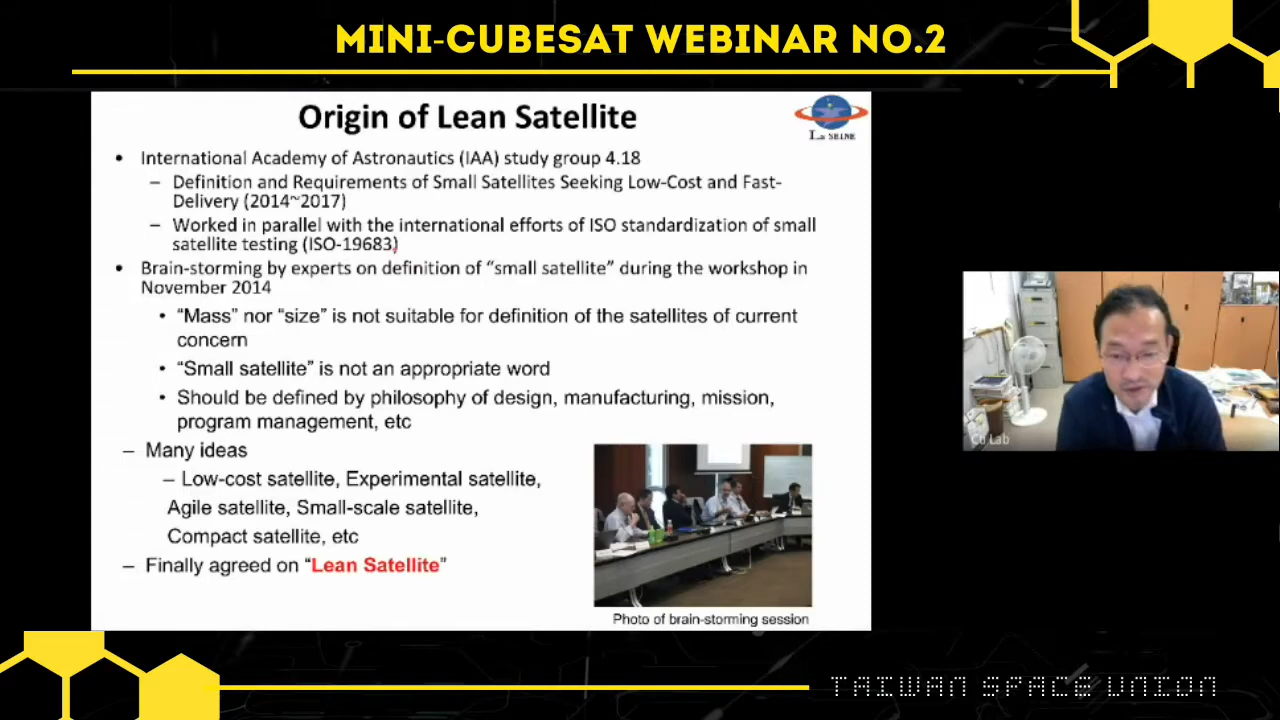 MINI-CUBESAT WEBINAR NO.2
Origin of Lean Satellite
La SEINE
• International Academy of Astronautics (IAA) study group 4.18
– Definition and Requirements of Small Satellites Seeking Low-Cost and Fast-
Delivery (2014~2017)
– Worked in parallel with the international efforts of ISO standardization of small
satellite testing (ISO-19683)
• Brain-storming by experts on definition of “small satellite” during the workshop in
November 2014
• “Mass” nor “size” is not suitable for definition of the satellites of current
concern
• “Small satellite” is not an appropriate word
• Should be defined by philosophy of design, manufacturing, mission,
program management, etc
– Many ideas
– Low-cost satellite, Experimental satellite,
Agile satellite, Small-scale satellite,
Compact satellite, etc
– Finally agreed on “Lean Satellite”
Photo of brain-storming session
Co Lab
TAIWAN SPACE UNION